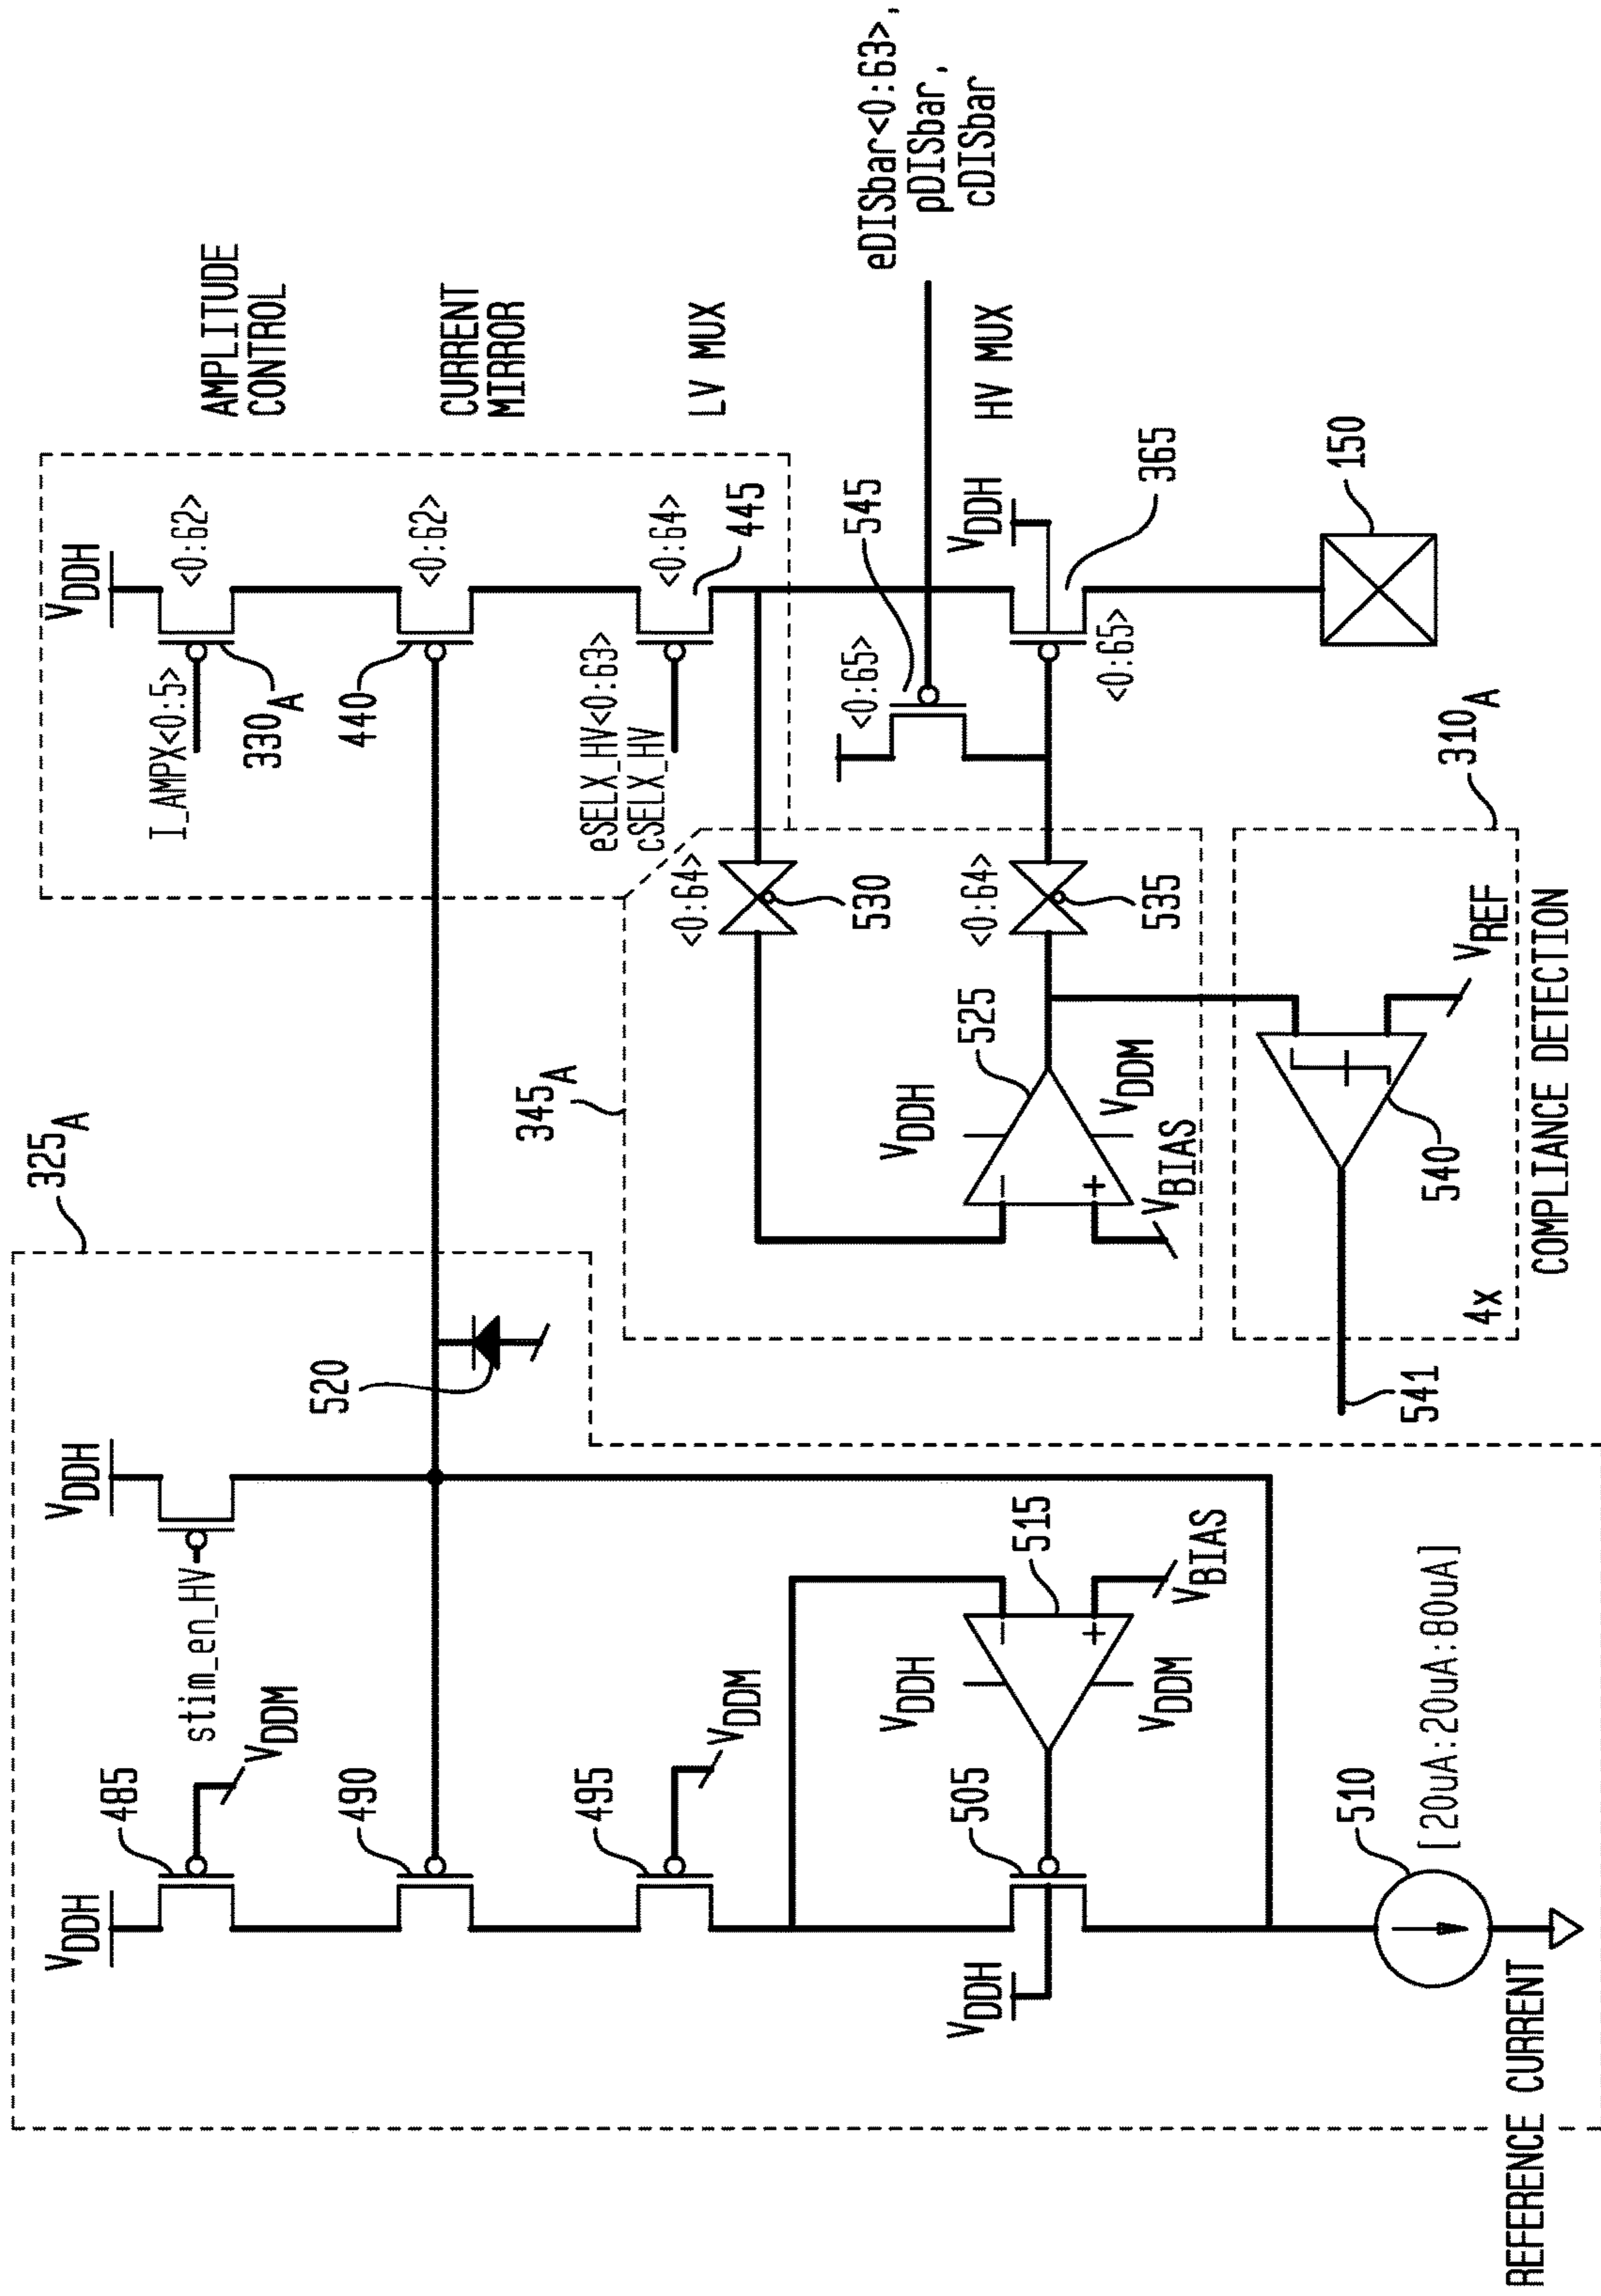 325A
VDDH
485
VDDM
stim_en_HV
VDDH
490
520
495
VDDM
VDDH
505
VDDH
515
VDDM
VBIAS
510
[20uA:20uA:80uA]
REFERENCE CURRENT
VDDH
<0:62>
I_AMPX<0:5>
330A
AMPLITUDE
CONTROL
440
<0:62>
CURRENT
MIRROR
eSELX_HV<0:63>
cSELX_HV
<0:64>
445
LV MUX
345A
<0:64>
530
<0:65>
545
eDISbar<0:63>,
pDISbar,
cDISbar
VDDH
525
VDDM
VBIAS
<0:64>
535
VDDH
HV MUX
<0:65>
365
150
310A
VREF
540
541
4x
COMPLIANCE DETECTION